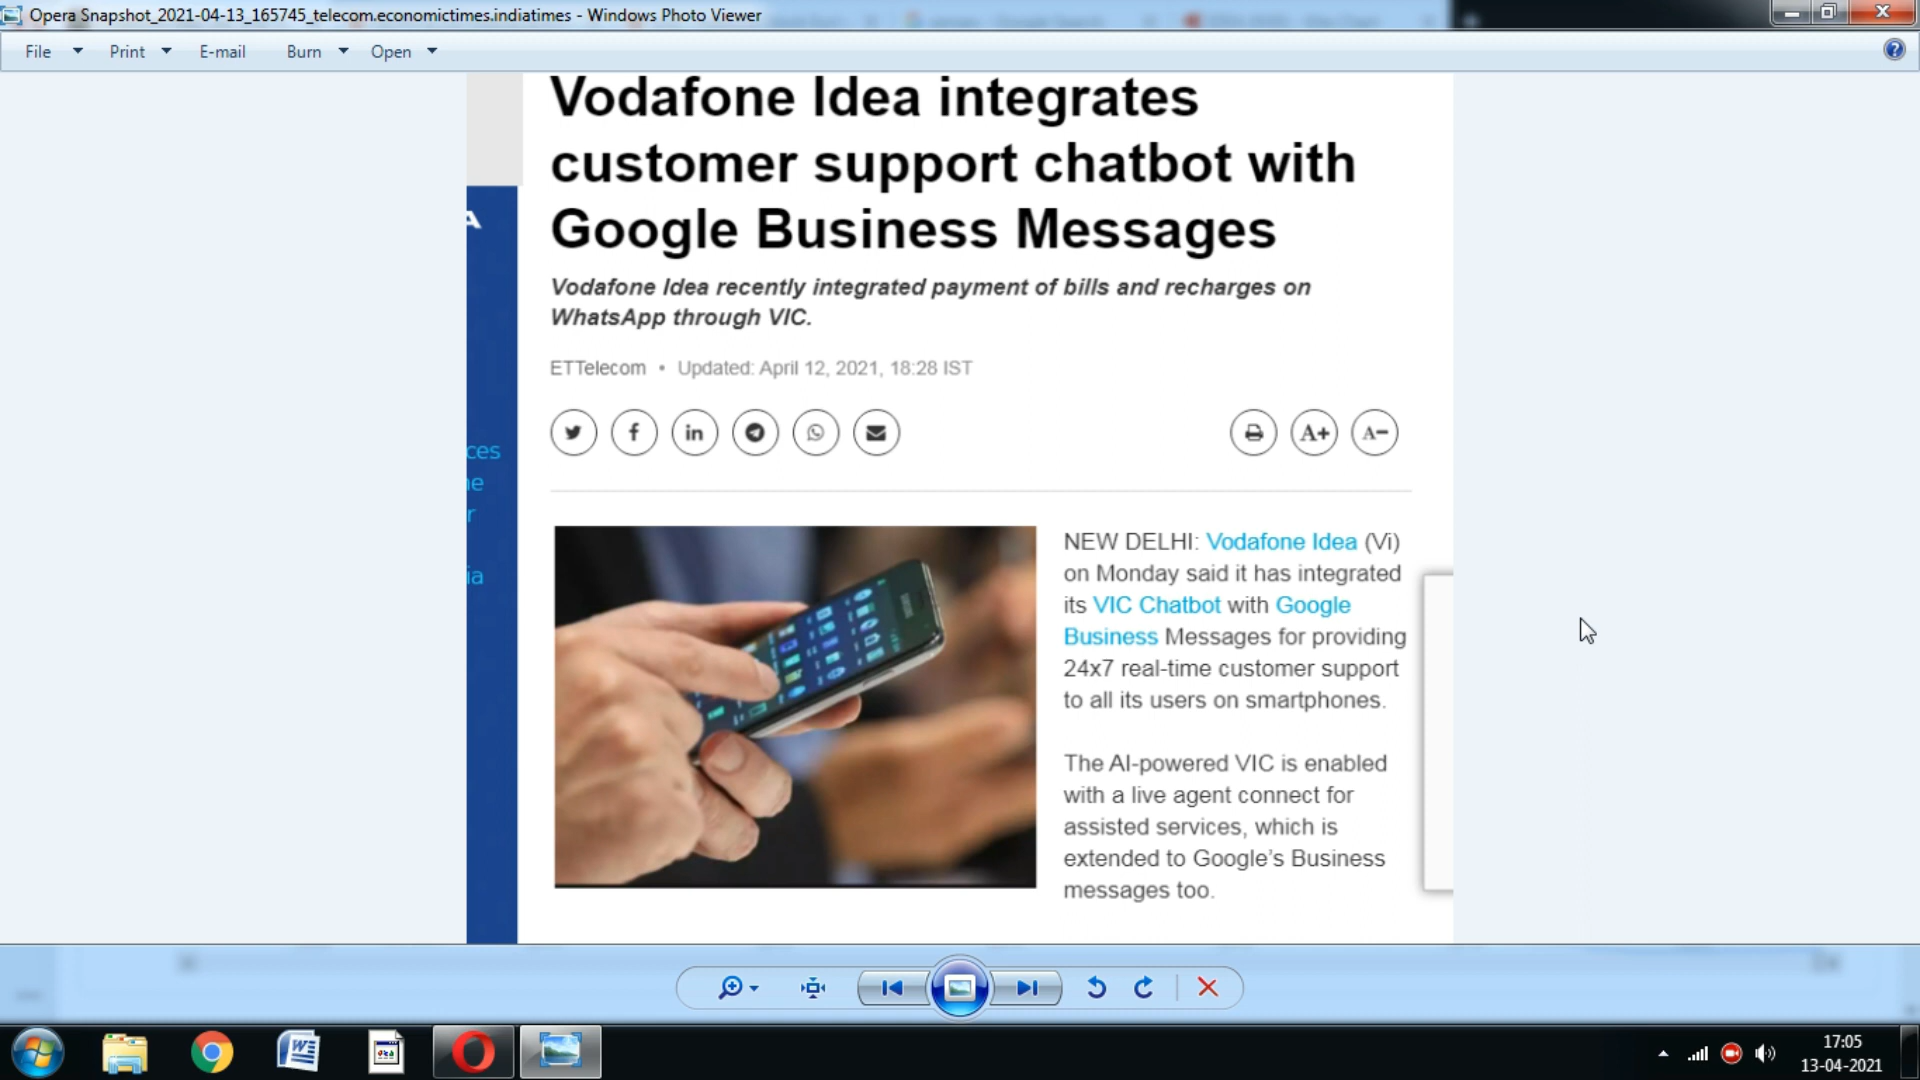 Opera Snapshot_2021-04-13_165745_telecom.economictimes.indiatimes - Windows Photo Viewer
File Print E-mail Burn Open
Vodafone Idea integrates
customer support chatbot with
Google Business Messages
Vodafone Idea recently integrated payment of bills and recharges on
WhatsApp through VIC.
ETTelecom • Updated: April 12, 2021, 18:28 IST
A+ A-
A
ces
ia
NEW DELHI: Vodafone Idea (Vi)
on Monday said it has integrated
its VIC Chatbot with Google
Business Messages for providing
24x7 real-time customer support
to all its users on smartphones.
The AI-powered VIC is enabled
with a live agent connect for
assisted services, which is
extended to Google's Business
messages too.
17:05
13-04-2021